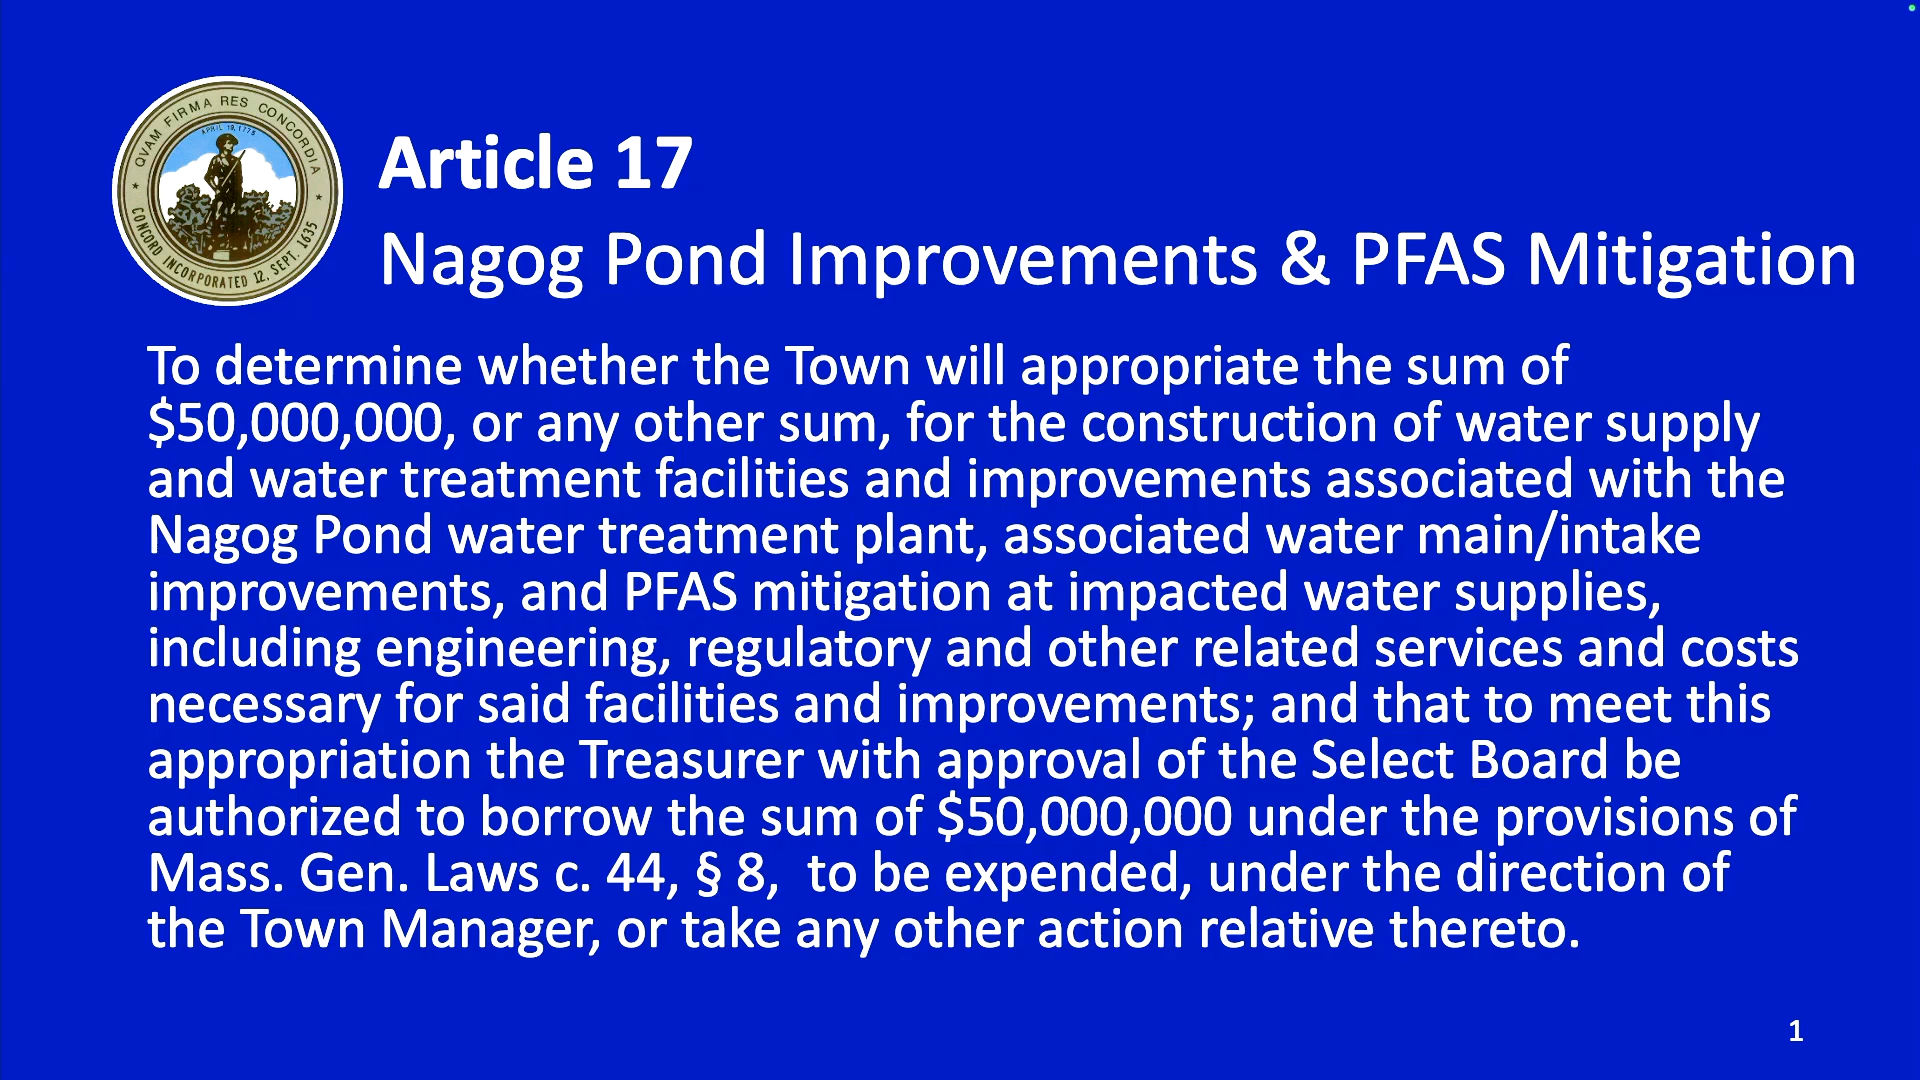 QVAM FIRMA RES CONCORDIA
APRIL 19, 1775
CONCORD INCORPORATED 12, SEPT. 1635
Article 17
Nagog Pond Improvements & PFAS Mitigation
To determine whether the Town will appropriate the sum of
$50,000,000, or any other sum, for the construction of water supply
and water treatment facilities and improvements associated with the
Nagog Pond water treatment plant, associated water main/intake
improvements, and PFAS mitigation at impacted water supplies,
including engineering, regulatory and other related services and costs
necessary for said facilities and improvements; and that to meet this
appropriation the Treasurer with approval of the Select Board be
authorized to borrow the sum of $50,000,000 under the provisions of
Mass. Gen. Laws c. 44, § 8,  to be expended, under the direction of
the Town Manager, or take any other action relative thereto.
1